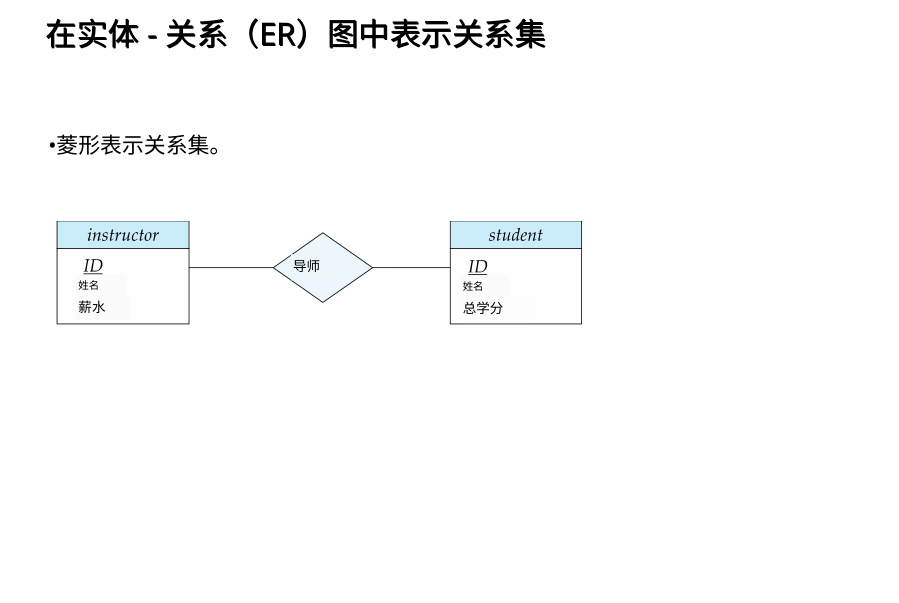 在实体 - 关系（ER）图中表示关系集
•菱形表示关系集。
instructor
ID
姓名
薪水
导师
student
ID
姓名
总学分